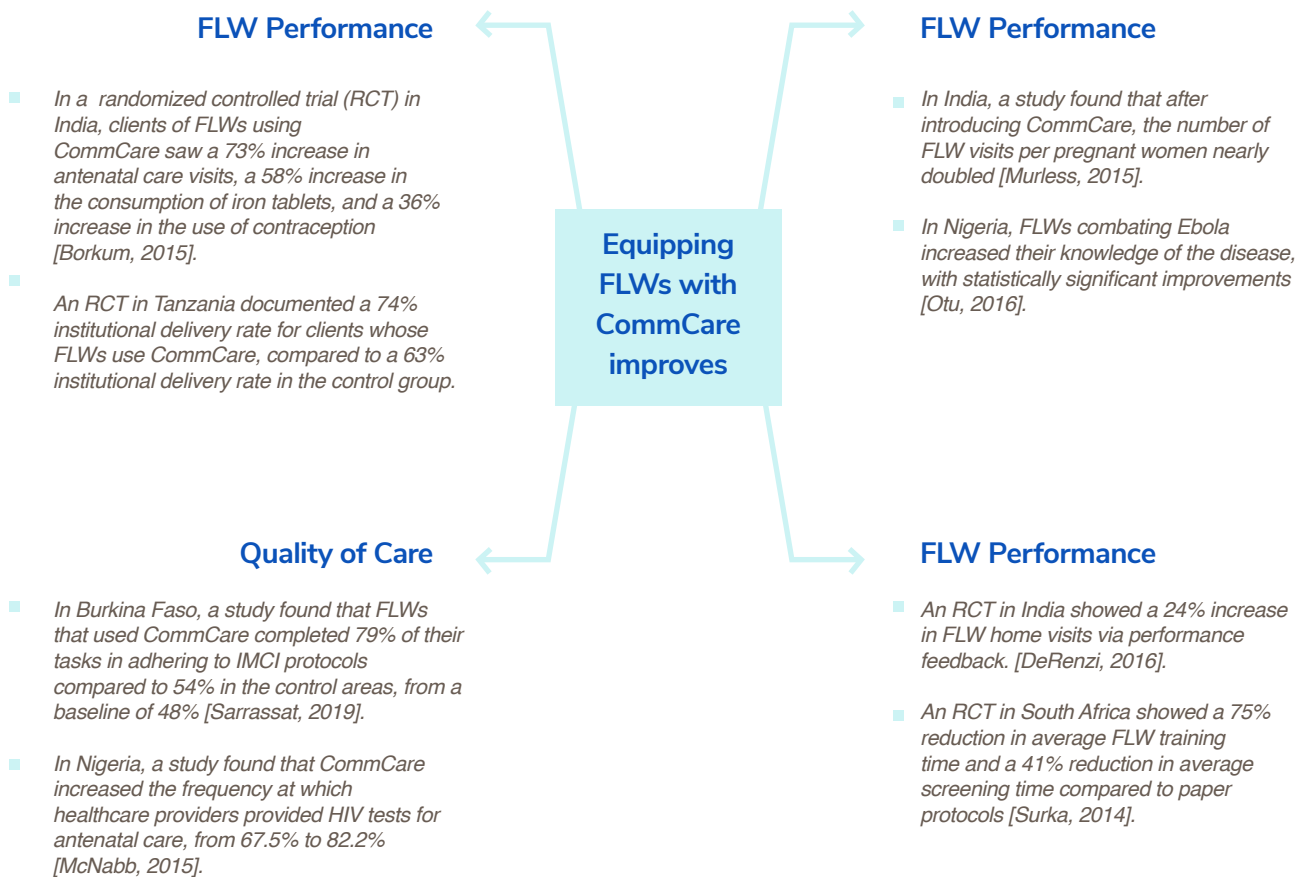 FLW Performance
In a  randomized controlled trial (RCT) in
India, clients of FLWs using
CommCare saw a 73% increase in
antenatal care visits, a 58% increase in
the consumption of iron tablets, and a 36%
increase in the use of contraception
[Borkum, 2015].
An RCT in Tanzania documented a 74%
institutional delivery rate for clients whose
FLWs use CommCare, compared to a 63%
institutional delivery rate in the control group.
FLW Performance
In India, a study found that after
introducing CommCare, the number of
FLW visits per pregnant women nearly
doubled [Murless, 2015].
In Nigeria, FLWs combating Ebola
increased their knowledge of the disease,
with statistically significant improvements
[Otu, 2016].
Equipping
FLWs with
CommCare
improves
Quality of Care
In Burkina Faso, a study found that FLWs
that used CommCare completed 79% of their
tasks in adhering to IMCI protocols
compared to 54% in the control areas, from a
baseline of 48% [Sarrassat, 2019].
In Nigeria, a study found that CommCare
increased the frequency at which
healthcare providers provided HIV tests for
antenatal care, from 67.5% to 82.2%
[McNabb, 2015].
FLW Performance
An RCT in India showed a 24% increase
in FLW home visits via performance
feedback. [DeRenzi, 2016].
An RCT in South Africa showed a 75%
reduction in average FLW training
time and a 41% reduction in average
screening time compared to paper
protocols [Surka, 2014].